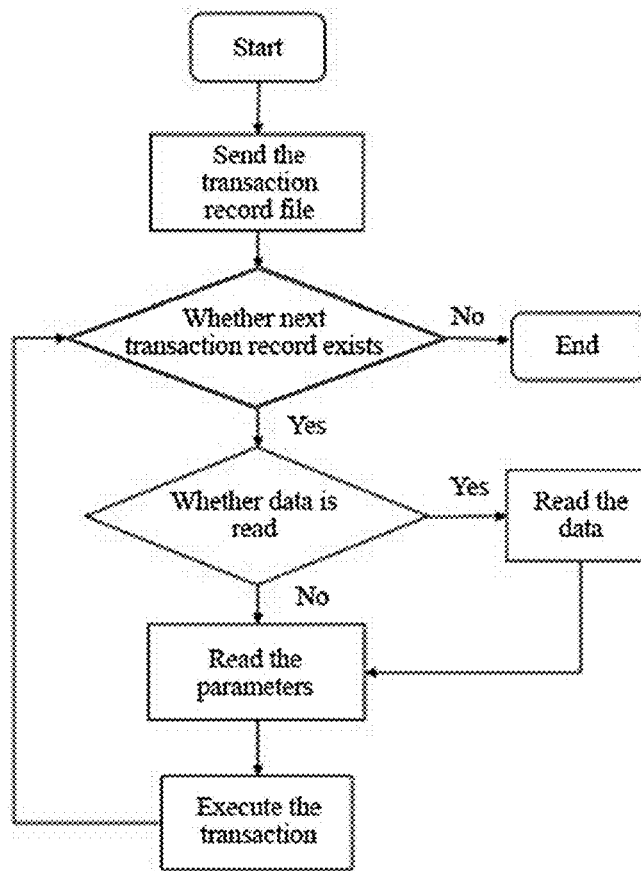 Start
Send the
transaction
record file
Whether next
transaction record exists
No
End
Yes
Whether data is
read
Yes
Read the
data
No
Read the
parameters
Execute the
transaction